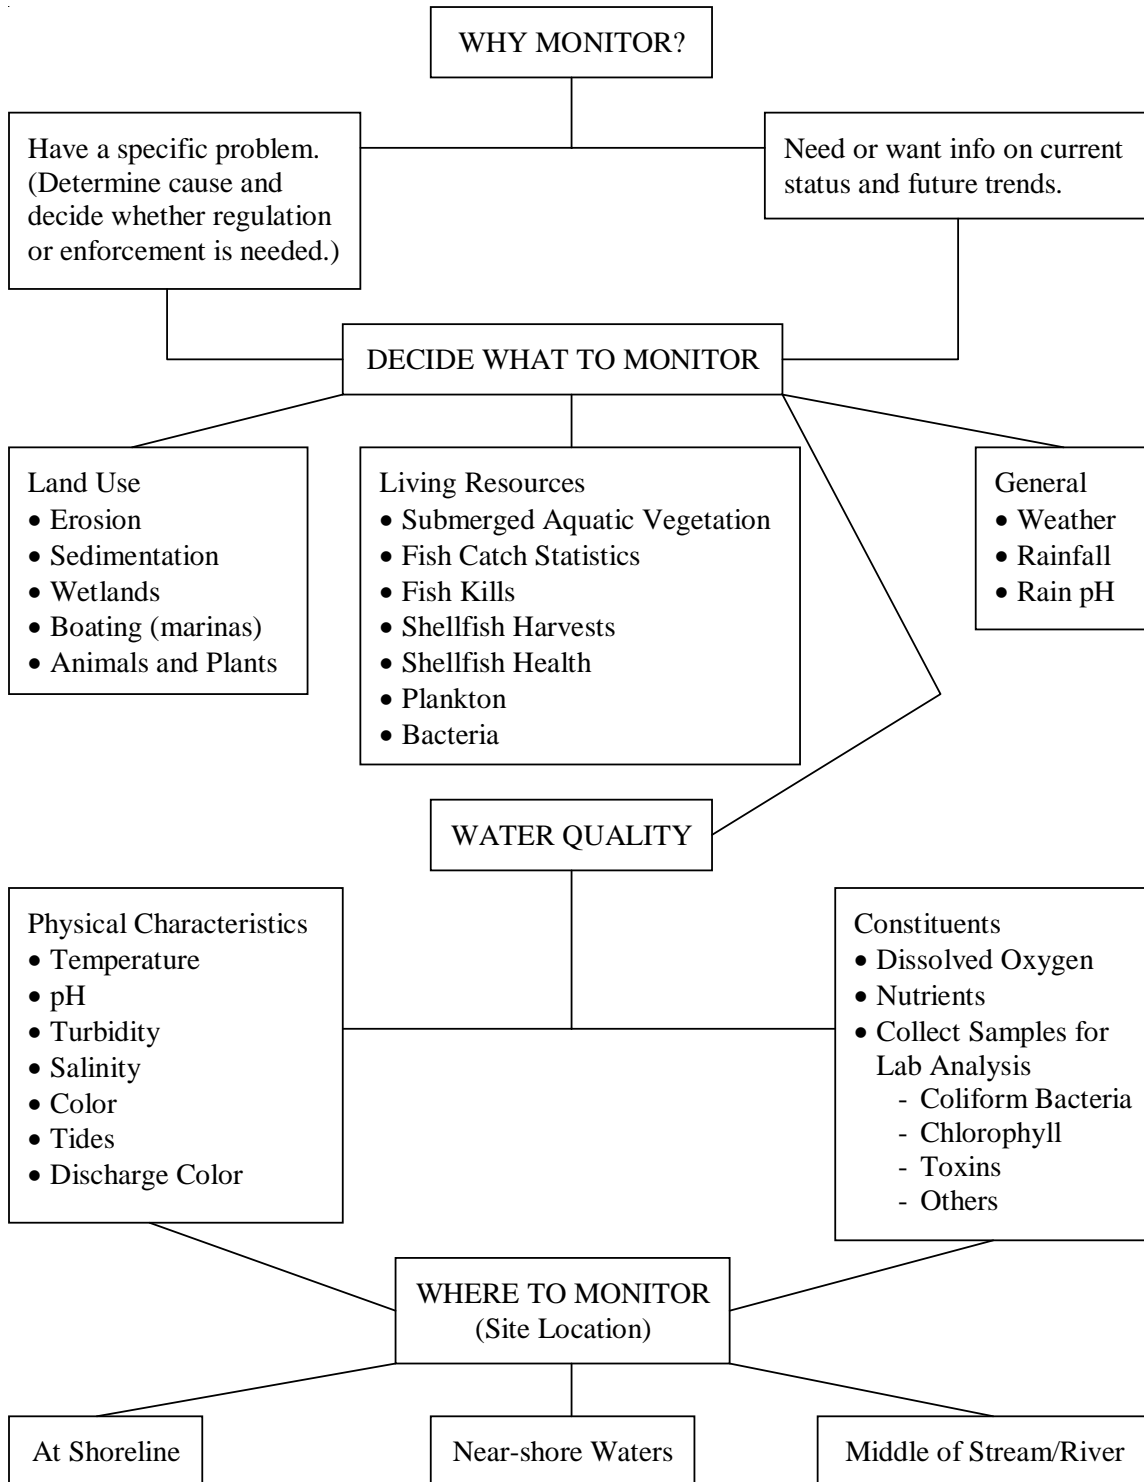 WHY MONITOR?
Have a specific problem.
(Determine cause and
decide whether regulation
or enforcement is needed.)
Need or want info on current
status and future trends.
DECIDE WHAT TO MONITOR
Land Use
• Erosion
• Sedimentation
• Wetlands
• Boating (marinas)
• Animals and Plants
Living Resources
• Submerged Aquatic Vegetation
• Fish Catch Statistics
• Fish Kills
• Shellfish Harvests
• Shellfish Health
• Plankton
• Bacteria
General
• Weather
• Rainfall
• Rain pH
WATER QUALITY
Physical Characteristics
• Temperature
• pH
• Turbidity
• Salinity
• Color
• Tides
• Discharge Color
Constituents
• Dissolved Oxygen
• Nutrients
• Collect Samples for
Lab Analysis
- Coliform Bacteria
- Chlorophyll
- Toxins
- Others
WHERE TO MONITOR
(Site Location)
At Shoreline
Near-shore Waters
Middle of Stream/River